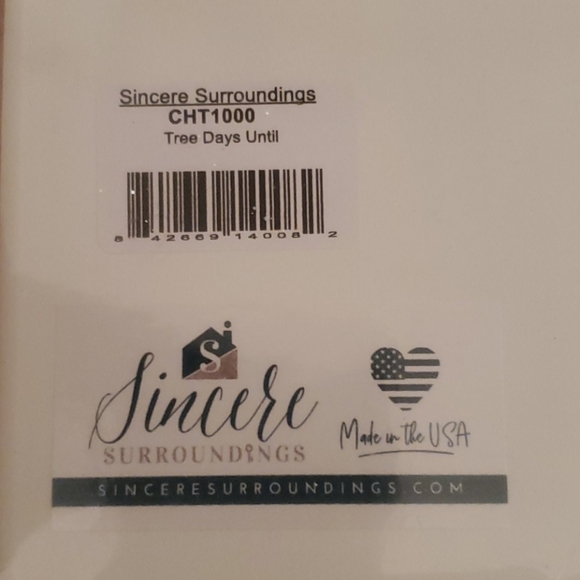 Sincere Surroundings
CHT1000
Tree Days Until
8 42669 14008 2
S
Sincere
SURROUNDINGS
Made in the USA
SINCERESURROUNDINGS.COM